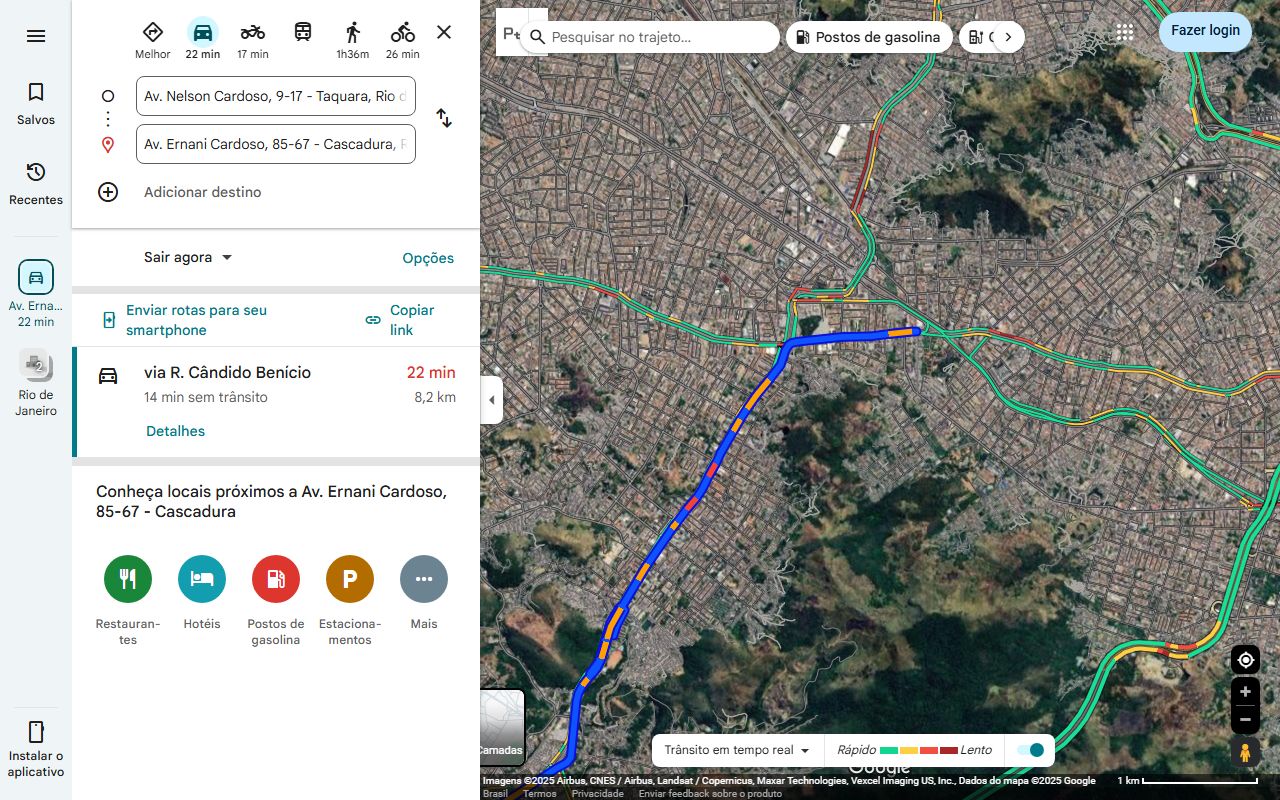 Melhor
22 min
17 min
1h36m
26 min
Av. Nelson Cardoso, 9-17 - Taquara, Rio d
Av. Ernani Cardoso, 85-67 - Cascadura, R
Adicionar destino
Salvos
Recentes
Av. Erna...
22 min
2
Rio de
Janeiro
Instalar o
aplicativo
Sair agora
Opções
Enviar rotas para seu
smartphone
Copiar
link
via R. Cândido Benício
22 min
14 min sem trânsito
8,2 km
Detalhes
Conheça locais próximos a Av. Ernani Cardoso,
85-67 - Cascadura
P
Restauran-
tes
Hotéis
Postos de
gasolina
Estaciona-
mentos
Mais
Pesquisar no trajeto...
Postos de gasolina
Fazer login
Camadas
Trânsito em tempo real
Rápido
Lento
Google
Imagens ©2025 Airbus, CNES / Airbus, Landsat / Copernicus, Maxar Technologies, Vexcel Imaging US, Inc., Dados do mapa ©2025 Google
1 km
Brasil
Termos
Privacidade
Enviar feedback sobre o produto